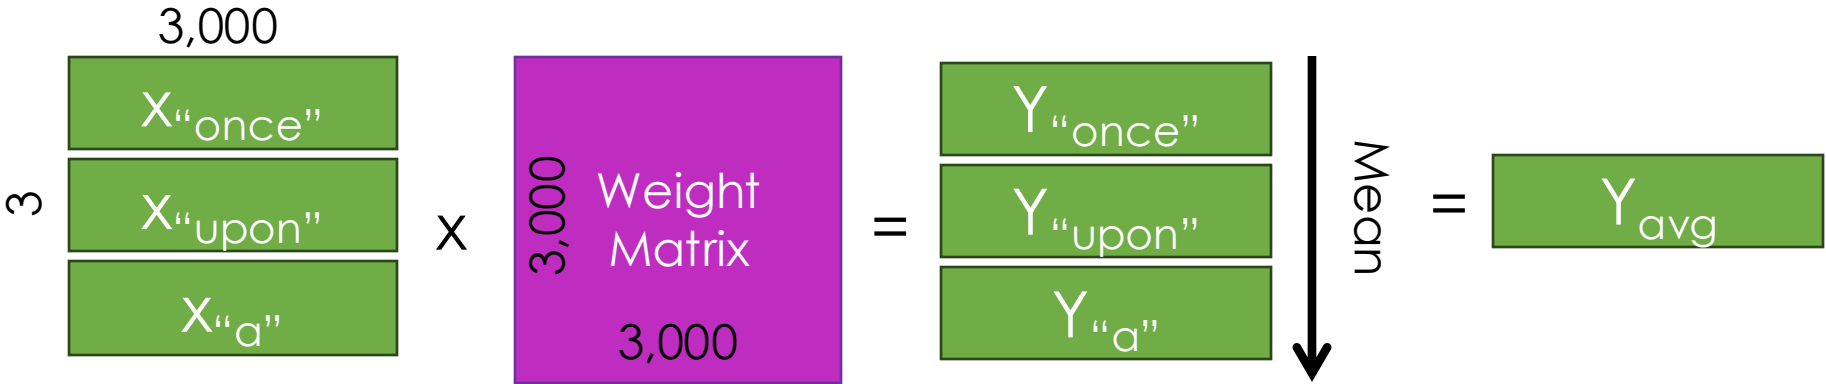 3,000
3
X“once”
X“upon”
X“a”
x
3,000
Weight
Matrix
3,000
=
Y“once”
Y“upon”
Y“a”
Mean
=
Yavg